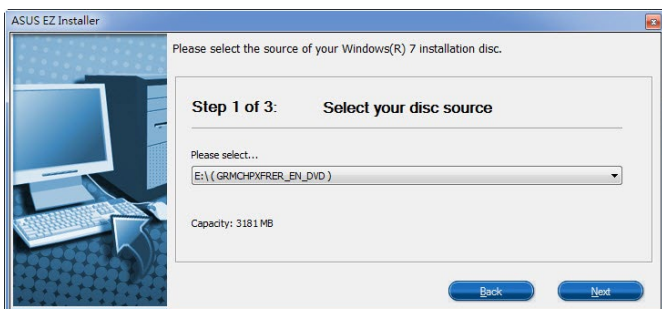 ASUS EZ Installer
Please select the source of your Windows(R) 7 installation disc.
Step 1 of 3: Select your disc source
Please select...
E:\ ( GRMCHPXFRER_EN_DVD )
Capacity: 3181 MB
Back Next